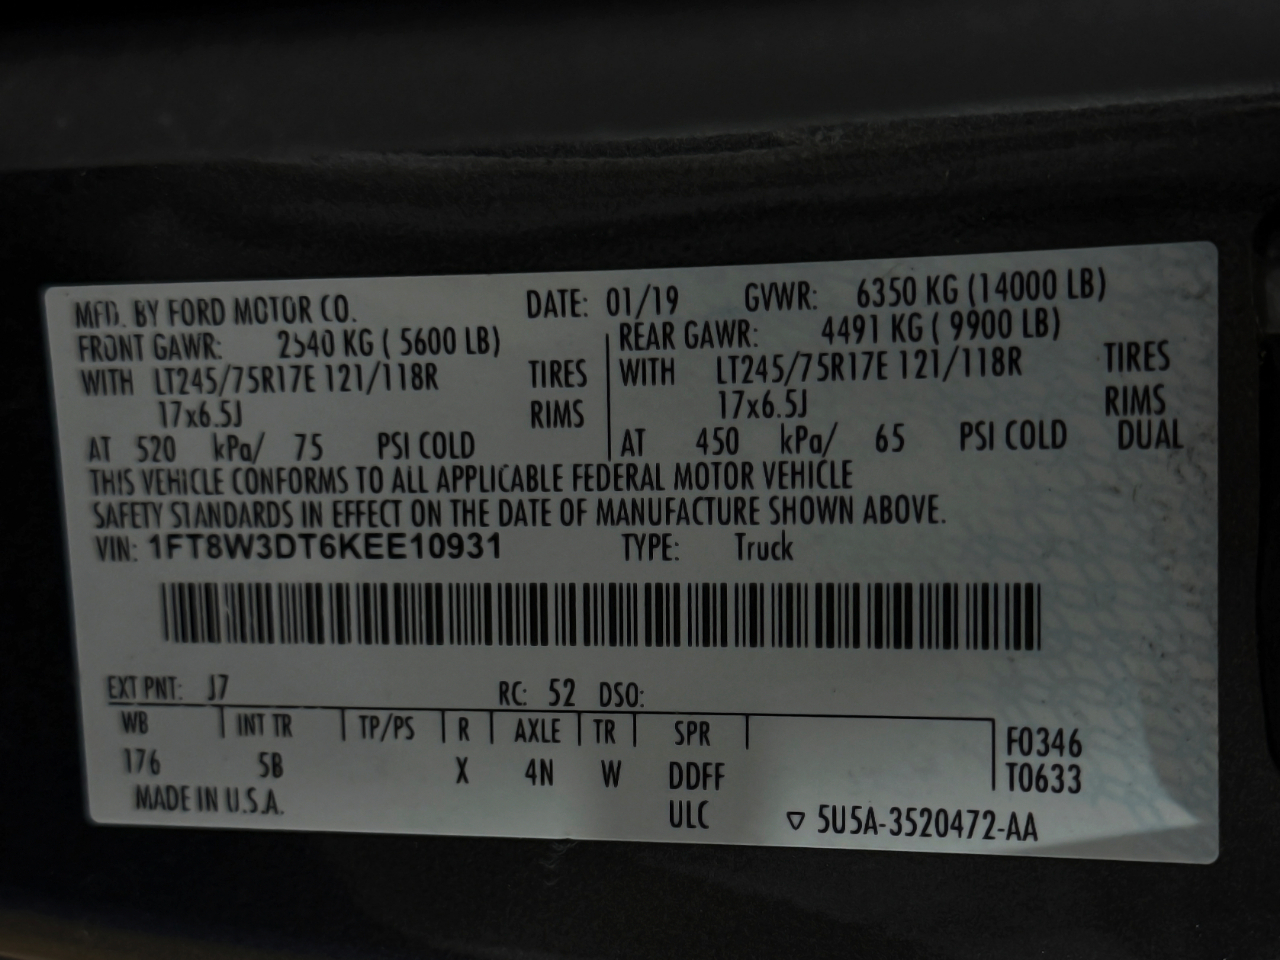 MFD. BY FORD MOTOR CO. DATE: 01/19 GVWR: 6350 KG (14000 LB)
FRONT GAWR: 2540 KG ( 5600 LB) REAR GAWR: 4491 KG ( 9900 LB)
WITH LT245/75R17E 121/118R TIRES WITH LT245/75R17E 121/118R TIRES
17x6.5J RIMS 17x6.5J RIMS
AT 520 kPa/ 75 PSI COLD AT 450 kPa/ 65 PSI COLD DUAL
THIS VEHICLE CONFORMS TO ALL APPLICABLE FEDERAL MOTOR VEHICLE
SAFETY STANDARDS IN EFFECT ON THE DATE OF MANUFACTURE SHOWN ABOVE.
VIN: 1FT8W3DT6KEE10931 TYPE: Truck
EXT PNT: J7 RC: 52 DSO:
WB INT TR TP/PS R AXLE TR SPR F0346
176 5B X 4N W DDFF T0633
MADE IN U.S.A. ULC ▽ 5U5A-3520472-AA